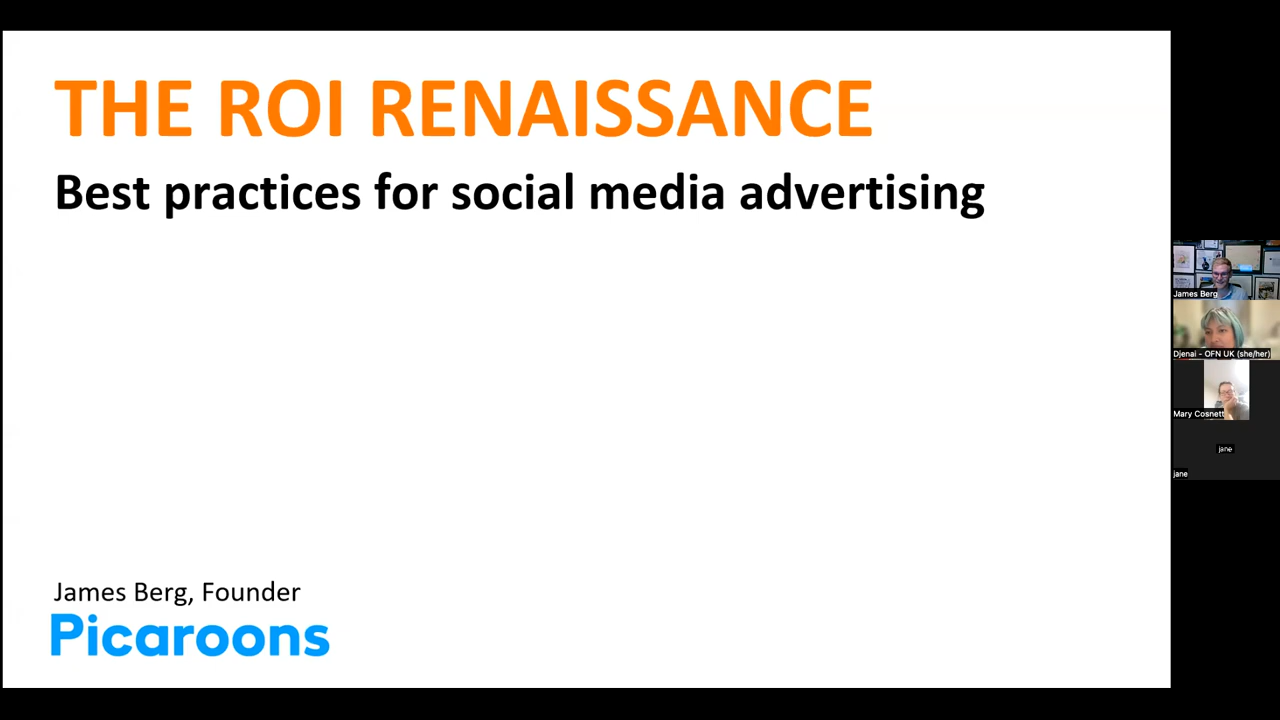 THE ROI RENAISSANCE
Best practices for social media advertising
James Berg, Founder
Picaroons
James Berg
Djenai - OFN UK (she/her)
Mary Cosnett
jane
jane